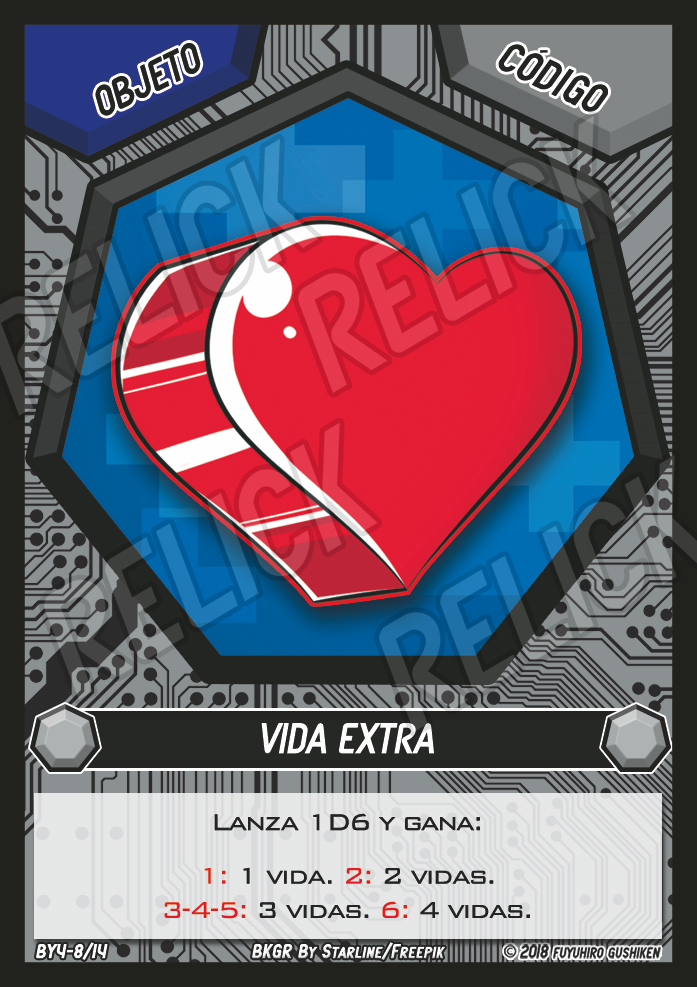 OBJETO
CÓDIGO
RELICK
RELICK
RELICK
RELICK
VIDA EXTRA
LANZA 1D6 Y GANA:
1: 1 VIDA. 2: 2 VIDAS.
3-4-5: 3 VIDAS. 6: 4 VIDAS.
BY4-8/14
BKGR BY STARLINE/FREEPIK
© 2018 FUYUHIRO GUSHIKEN